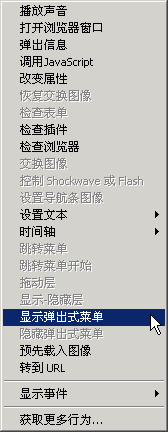 播放声音
打开浏览器窗口
弹出信息
调用JavaScript
改变属性
恢复交换图像
检查表单
检查插件
检查浏览器
交换图像
控制 Shockwave 或 Flash
设置导航条图像
设置文本
时间轴
跳转菜单
跳转菜单开始
拖动层
显示-隐藏层
显示弹出式菜单
隐藏弹出式菜单
预先载入图像
转到 URL
显示事件
获取更多行为...